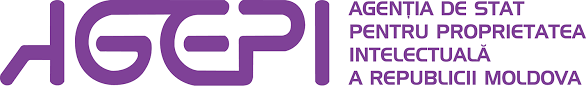 AGEPI
AGENȚIA DE STAT
PENTRU PROPRIETATEA
INTELECTUALĂ
A REPUBLICII MOLDOVA